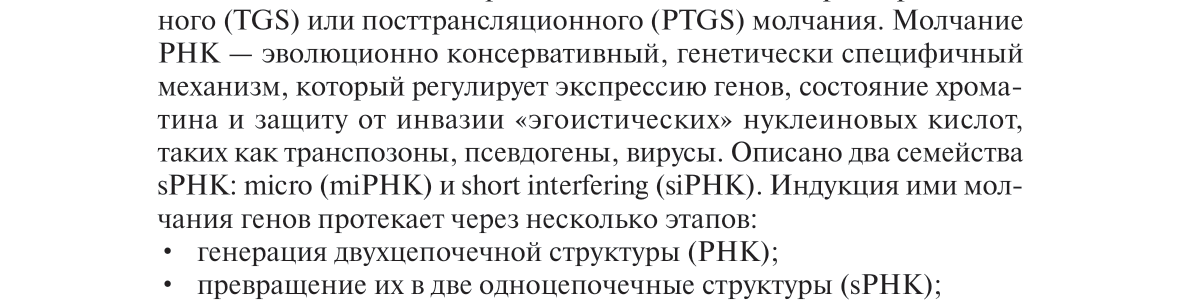 ного (TGS) или посттрансляционного (PTGS) молчания. Молчание
РНК — эволюционно консервативный, генетически специфичный
механизм, который регулирует экспрессию генов, состояние хрома-
тина и защиту от инвазии «эгоистических» нуклеиновых кислот,
таких как транспозоны, псевдогены, вирусы. Описано два семейства
sРНК: micro (miРНК) и short interfering (siРНК). Индукция ими мол-
чания генов протекает через несколько этапов:
• генерация двухцепочечной структуры (РНК);
• превращение их в две одноцепочечные структуры (sРНК);